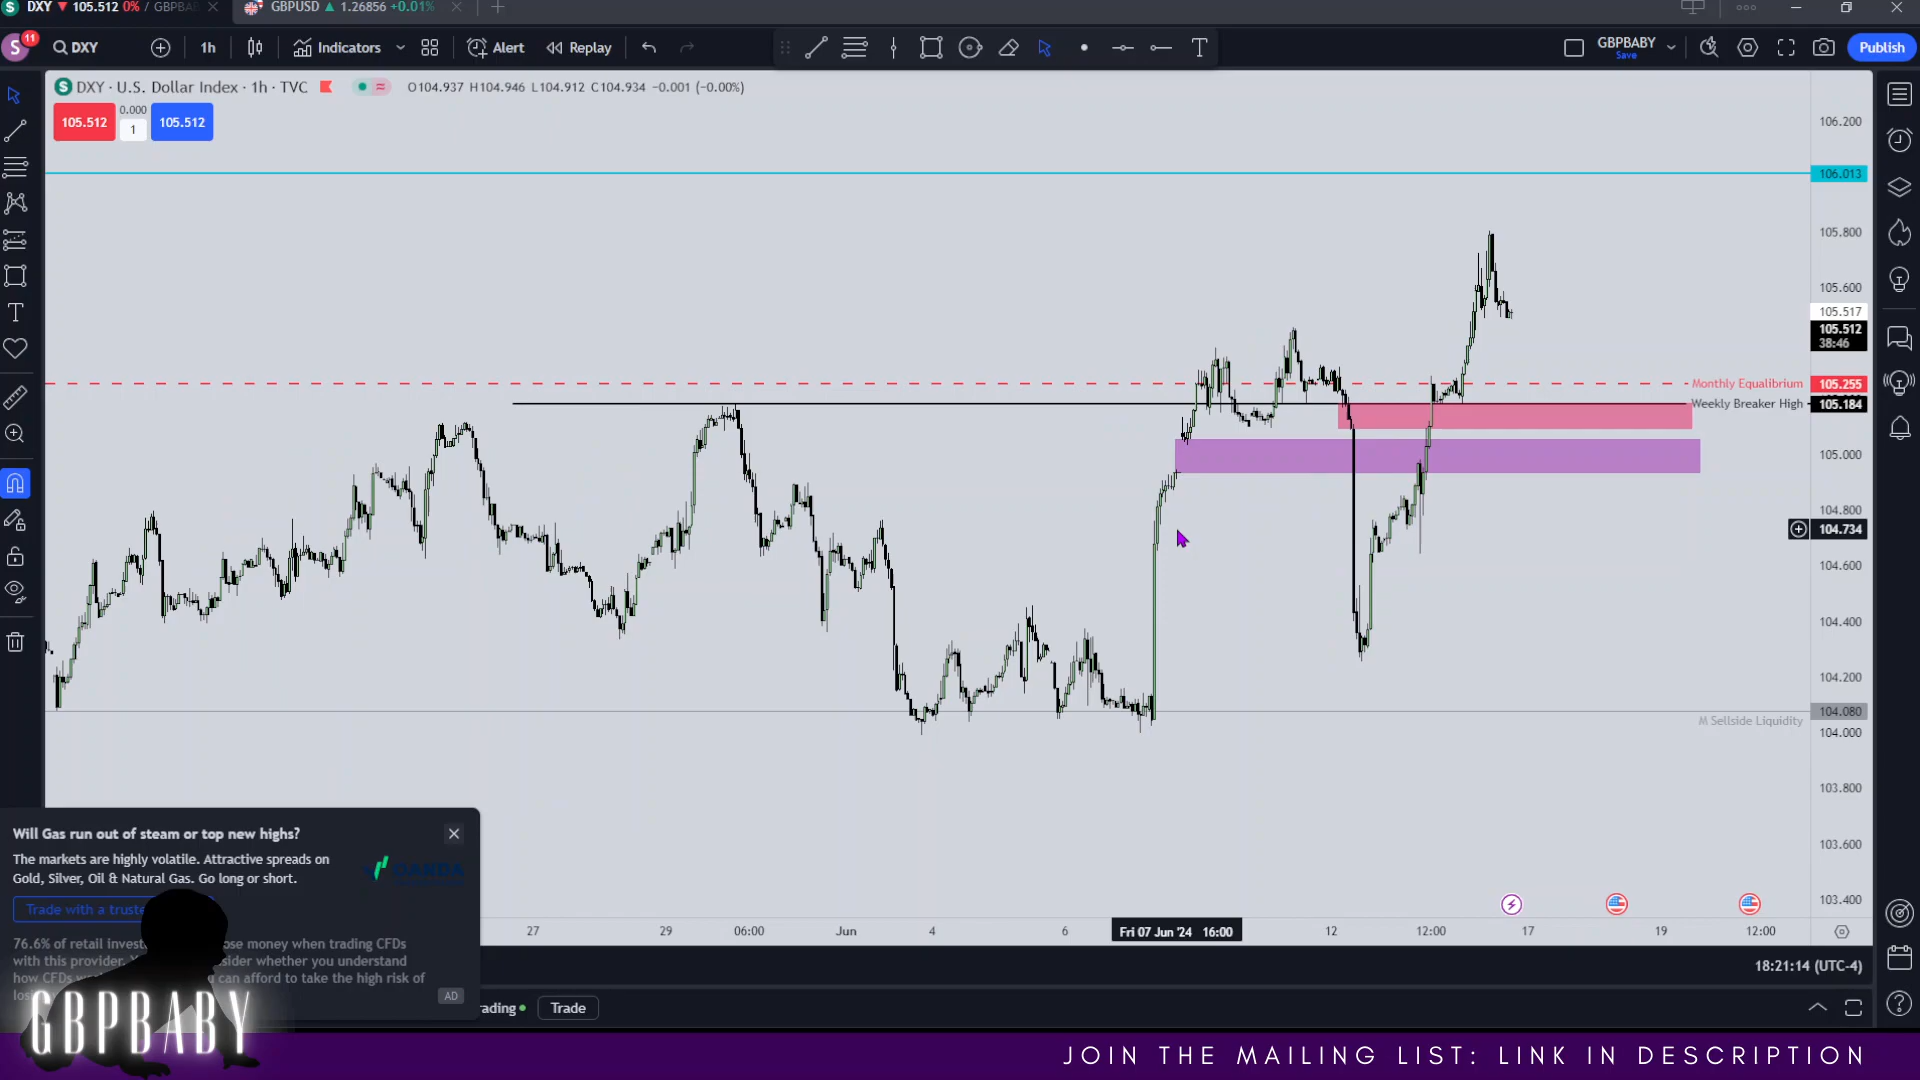 DXY ▼ 105.512 0% / GBPBA
GBPUSD ▲ 1.26856 +0.01%
S 11
DXY
1h
Indicators
Alert
Replay
GBPBABY
Save
Publish
DXY · U.S. Dollar Index · 1h · TVC
O104.937 H104.946 L104.912 C104.934 −0.001 (−0.00%)
105.512
0.000
1
105.512
106.200
106.013
105.800
105.600
105.517
105.512
38:46
Monthly Equalibrium
105.255
Weekly Breaker High
105.184
105.000
104.800
104.734
104.600
104.400
104.200
104.080
M Sellside Liquidity
104.000
103.800
103.600
103.400
27
29
06:00
Jun
4
6
Fri 07 Jun '24 16:00
12
12:00
17
19
12:00
18:21:14 (UTC-4)
Will Gas run out of steam or top new highs?
The markets are highly volatile. Attractive spreads on
Gold, Silver, Oil & Natural Gas. Go long or short.
OANDA
Trade with a
76.6% of retail money when trading CFDs
with this provider. whether you understand
how CFDs can afford to take the high risk of
AD
Trade
GBPBABY
JOIN THE MAILING LIST: LINK IN DESCRIPTION